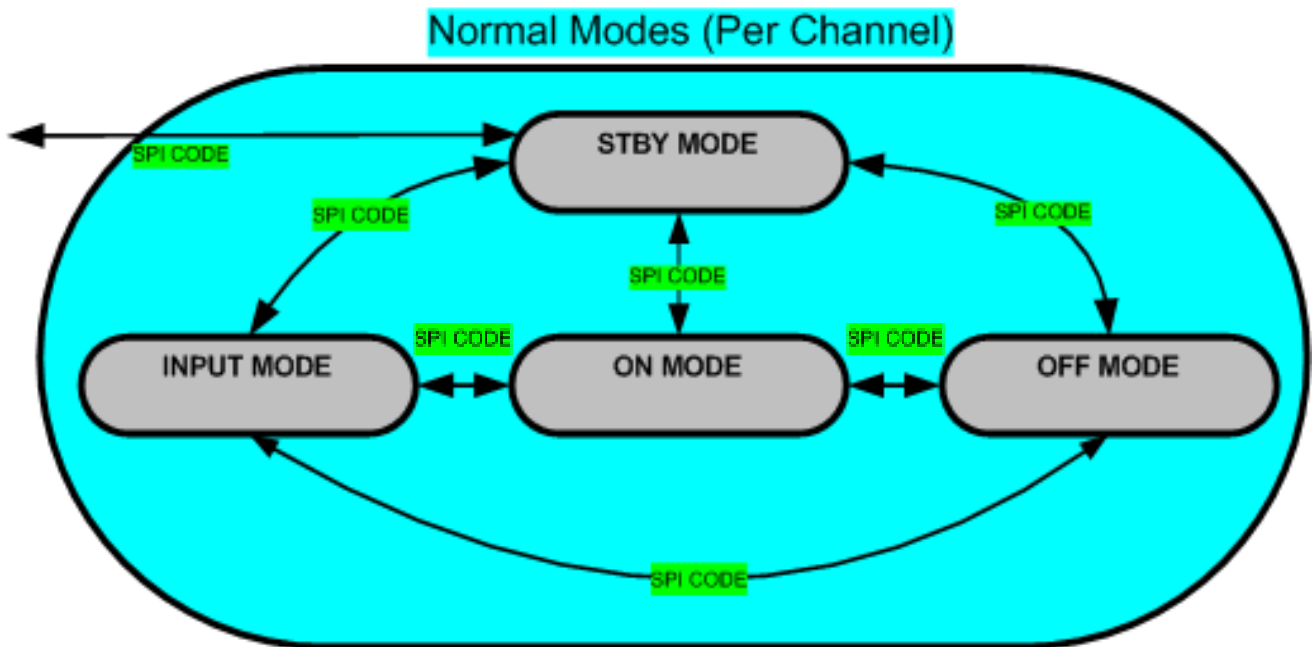 Normal Modes (Per Channel)
STBY MODE
SPI CODE
SPI CODE
SPI CODE
SPI CODE
SPI CODE
SPI CODE
INPUT MODE
ON MODE
OFF MODE
SPI CODE